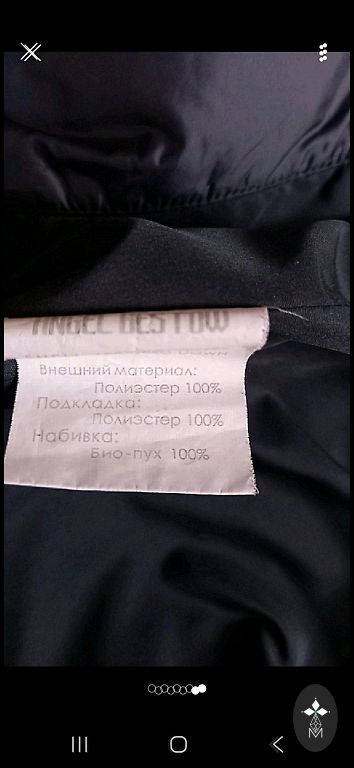 ANGEL BESTOW
Внешний материал:
Полиэстер 100%
Подкладка:
Полиэстер 100%
Набивка:
Био-пух 100%
M